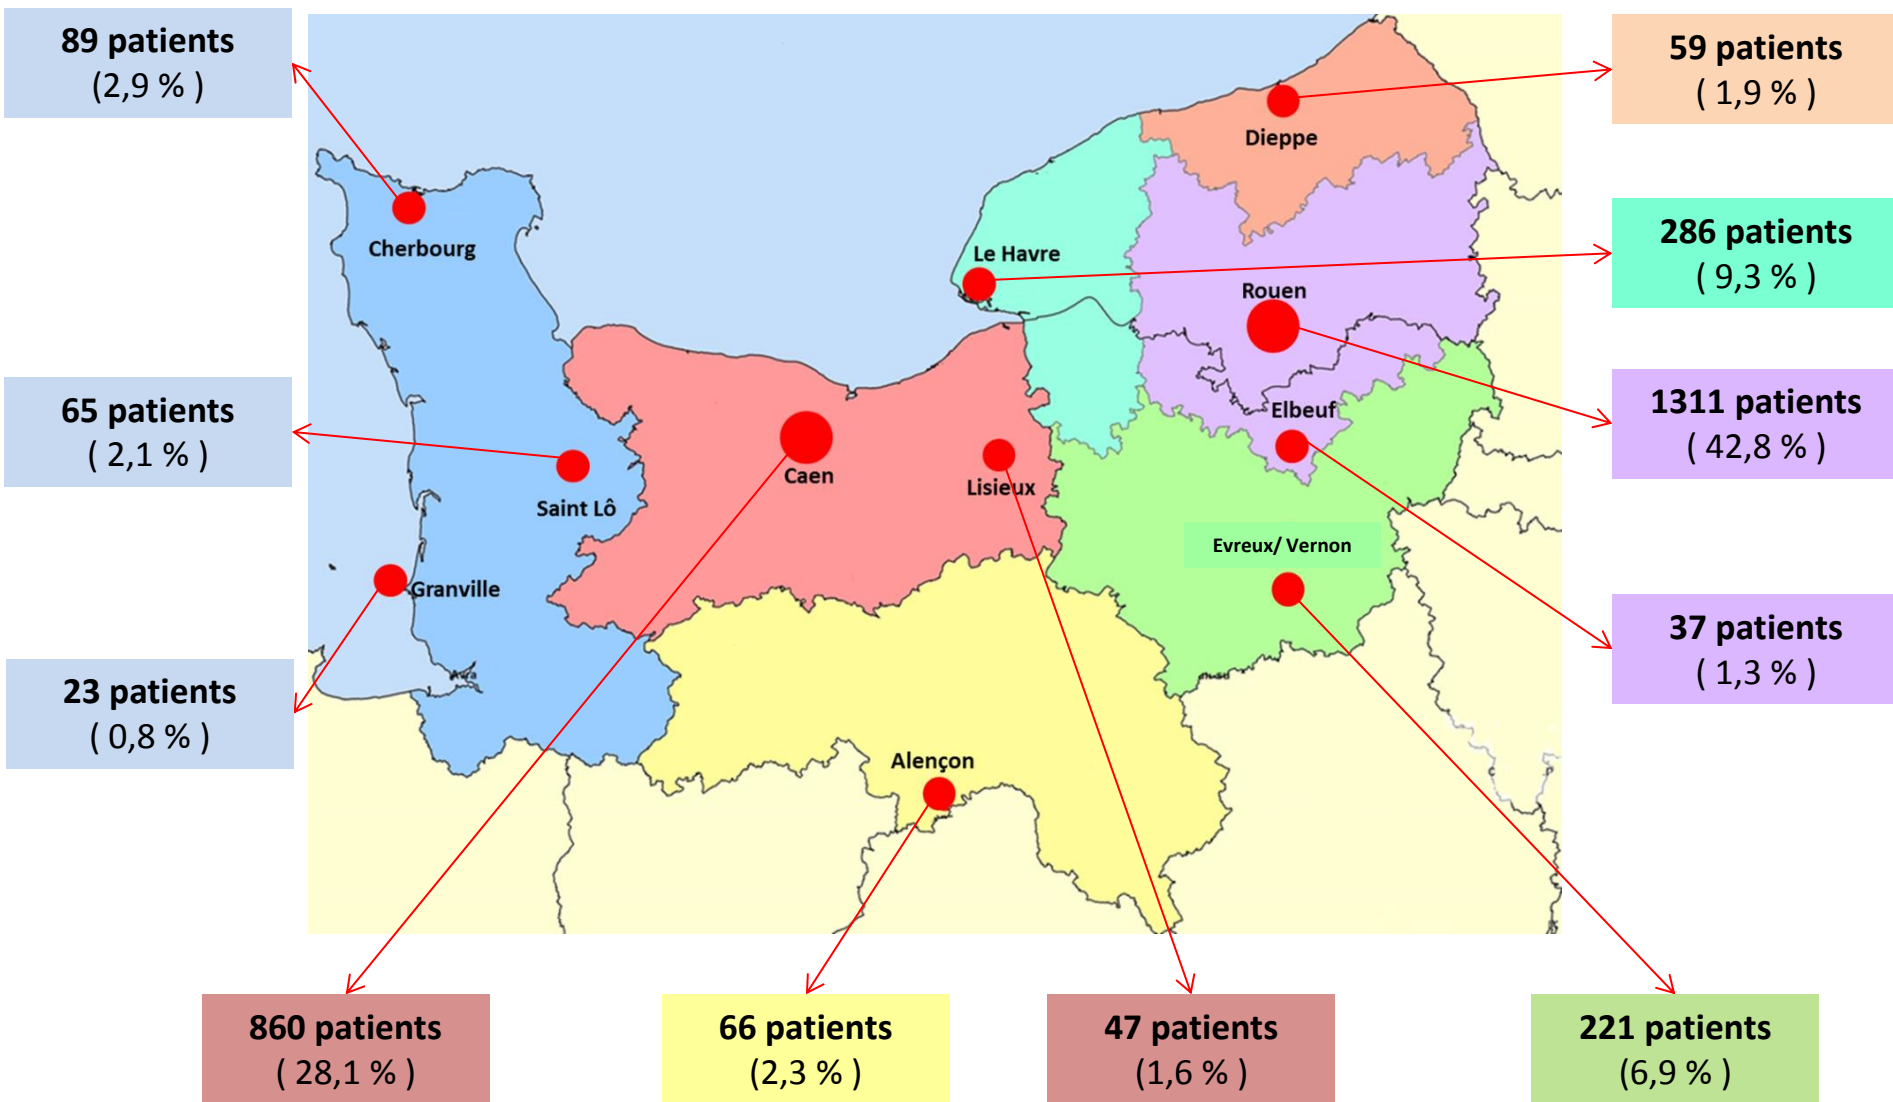 89 patients
(2,9 % )
59 patients
( 1,9 % )
Dieppe
286 patients
( 9,3 % )
Cherbourg
Le Havre
Rouen
65 patients
( 2,1 % )
1311 patients
( 42,8 % )
Elbeuf
Caen
Lisieux
Saint Lô
Evreux/ Vernon
Granville
37 patients
( 1,3 % )
23 patients
( 0,8 % )
Alençon
860 patients
( 28,1 % )
66 patients
(2,3 % )
47 patients
(1,6 % )
221 patients
(6,9 % )